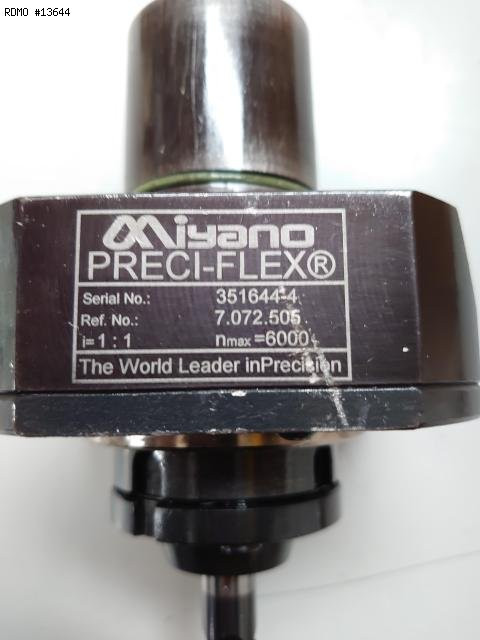 RDMO #13644
Miyano
PRECI-FLEX®
Serial No.: 351644-4
Ref. No.: 7.072.505
i= 1 : 1 nmax =6000
The World Leader inPrecision